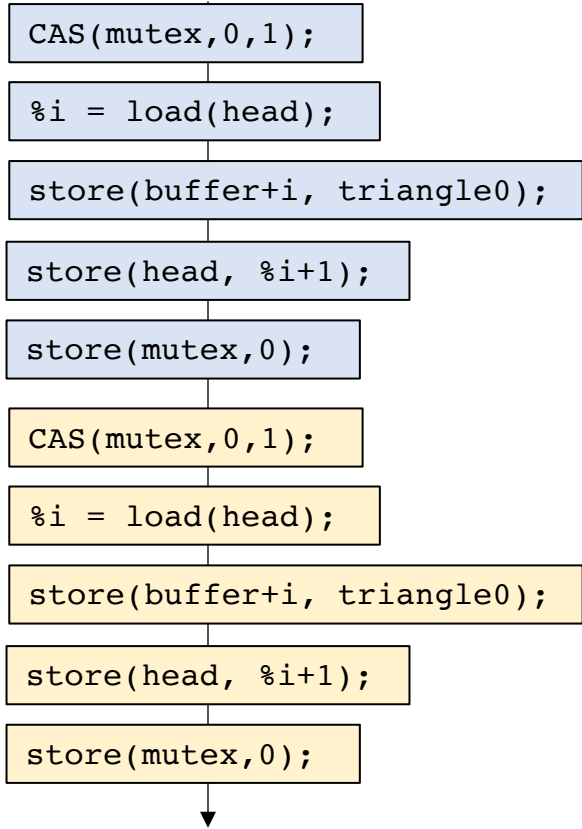 CAS(mutex,0,1);
%i = load(head);
store(buffer+i, triangle0);
store(head, %i+1);
store(mutex,0);
CAS(mutex,0,1);
%i = load(head);
store(buffer+i, triangle0);
store(head, %i+1);
store(mutex,0);